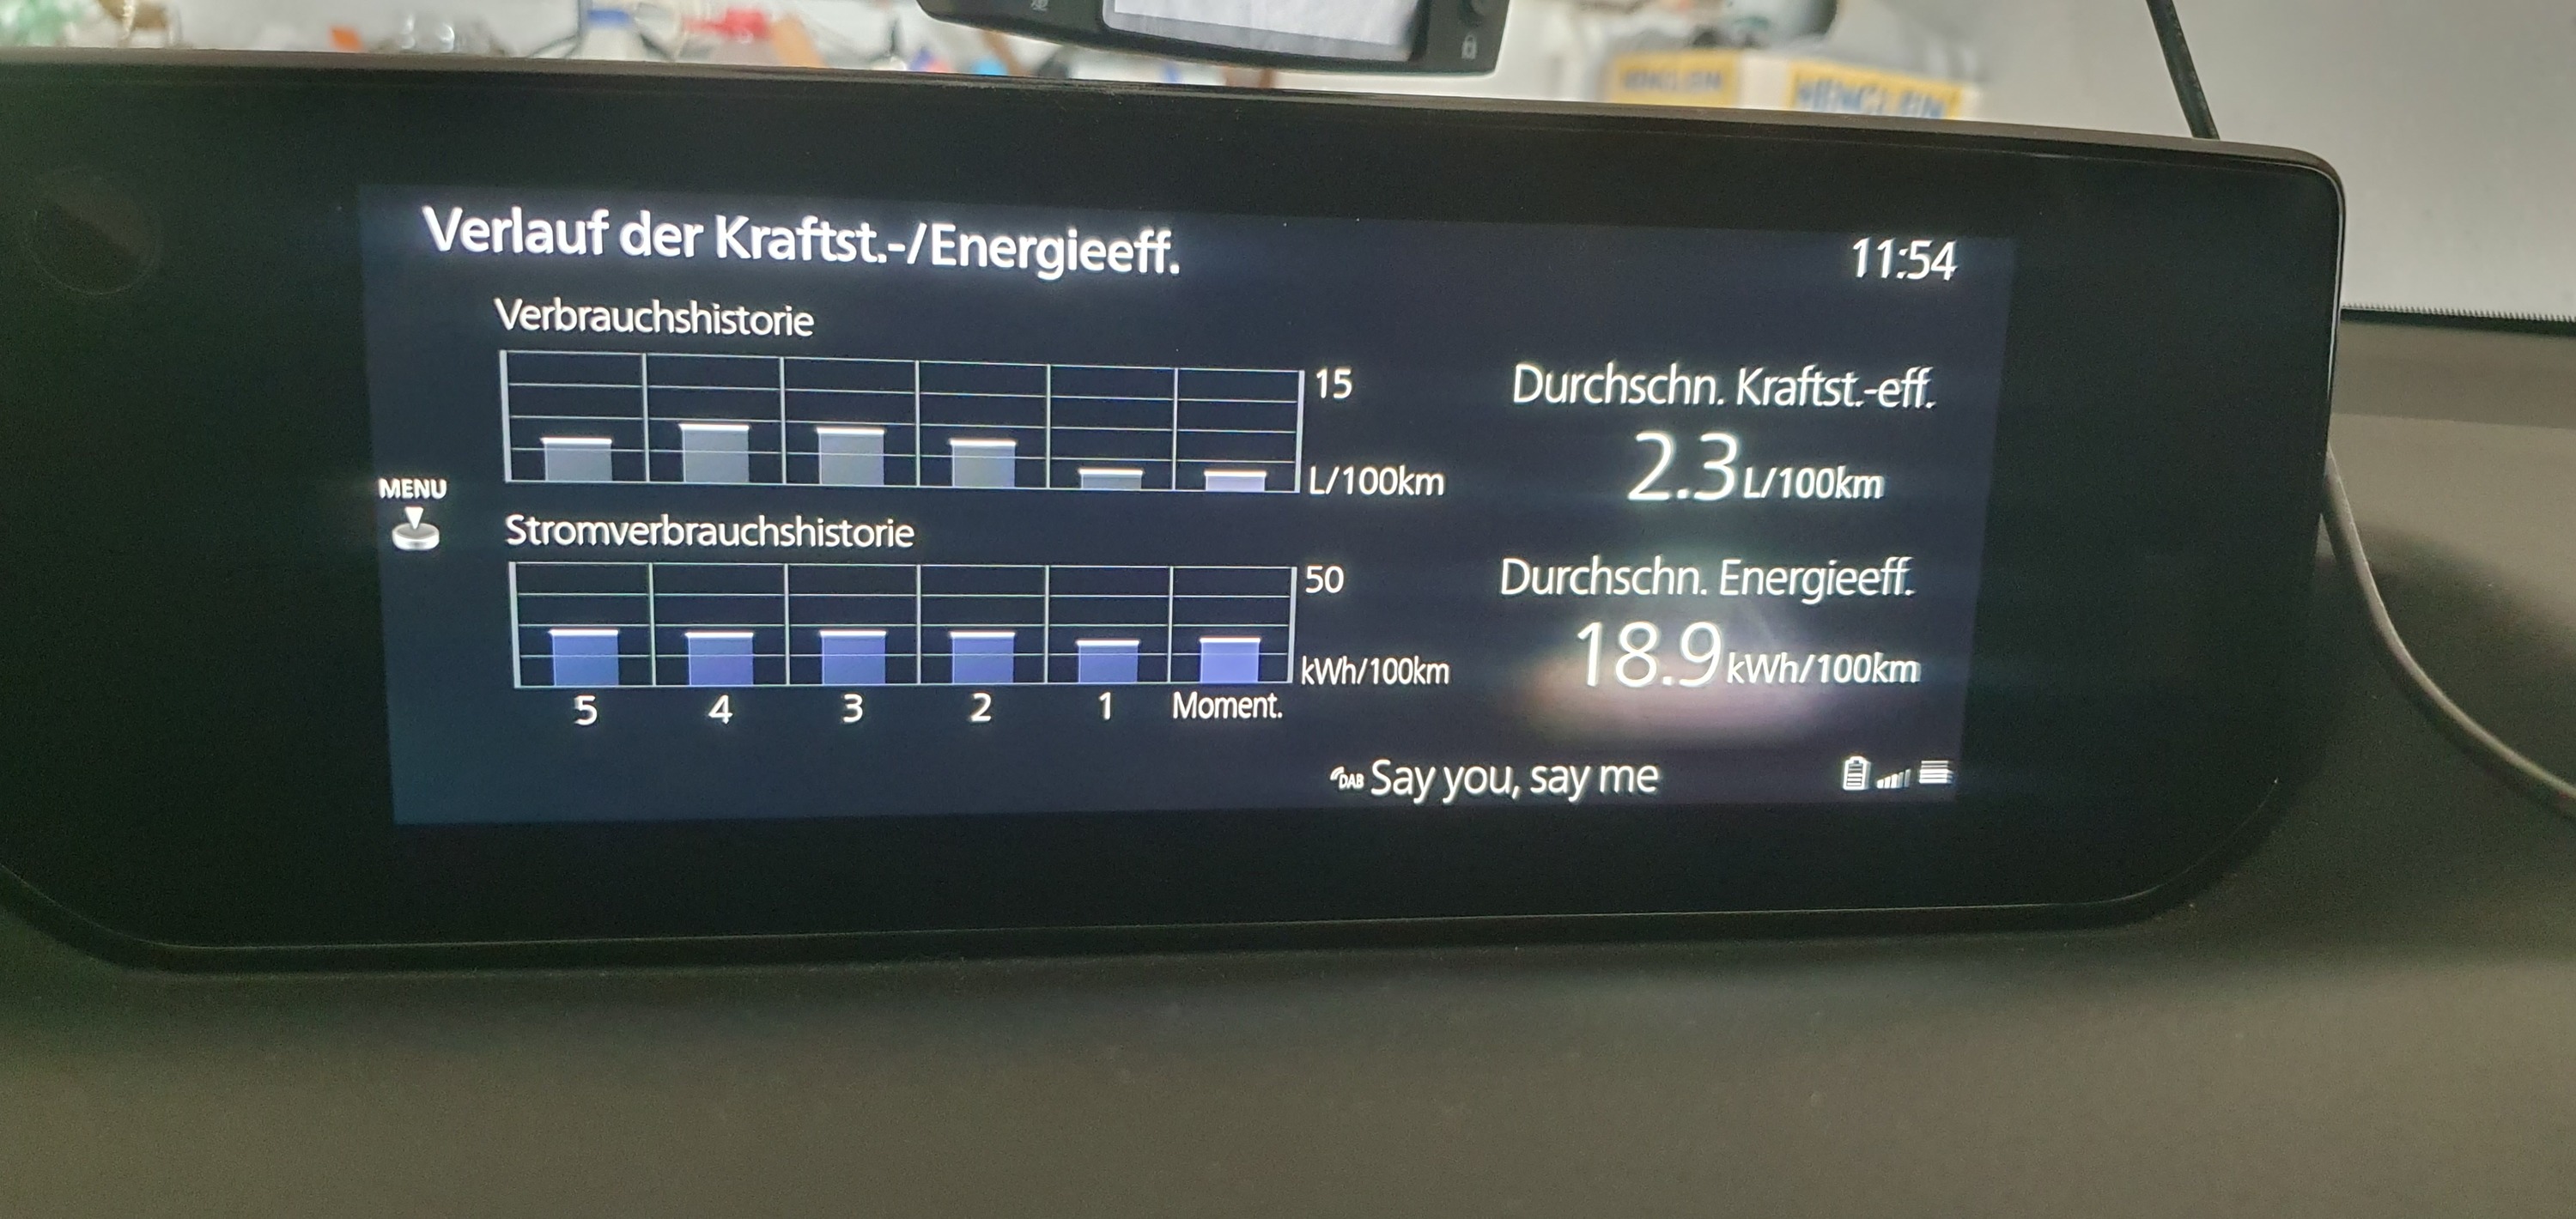 Verlauf der Kraftst.-/Energieeff.
11:54
Verbrauchshistorie
15
L/100km
Durchschn. Kraftst.-eff.
2.3 L/100km
MENU
Stromverbrauchshistorie
50
kWh/100km
5 4 3 2 1 Moment.
Durchschn. Energieeff.
18.9 kWh/100km
DAB Say you, say me